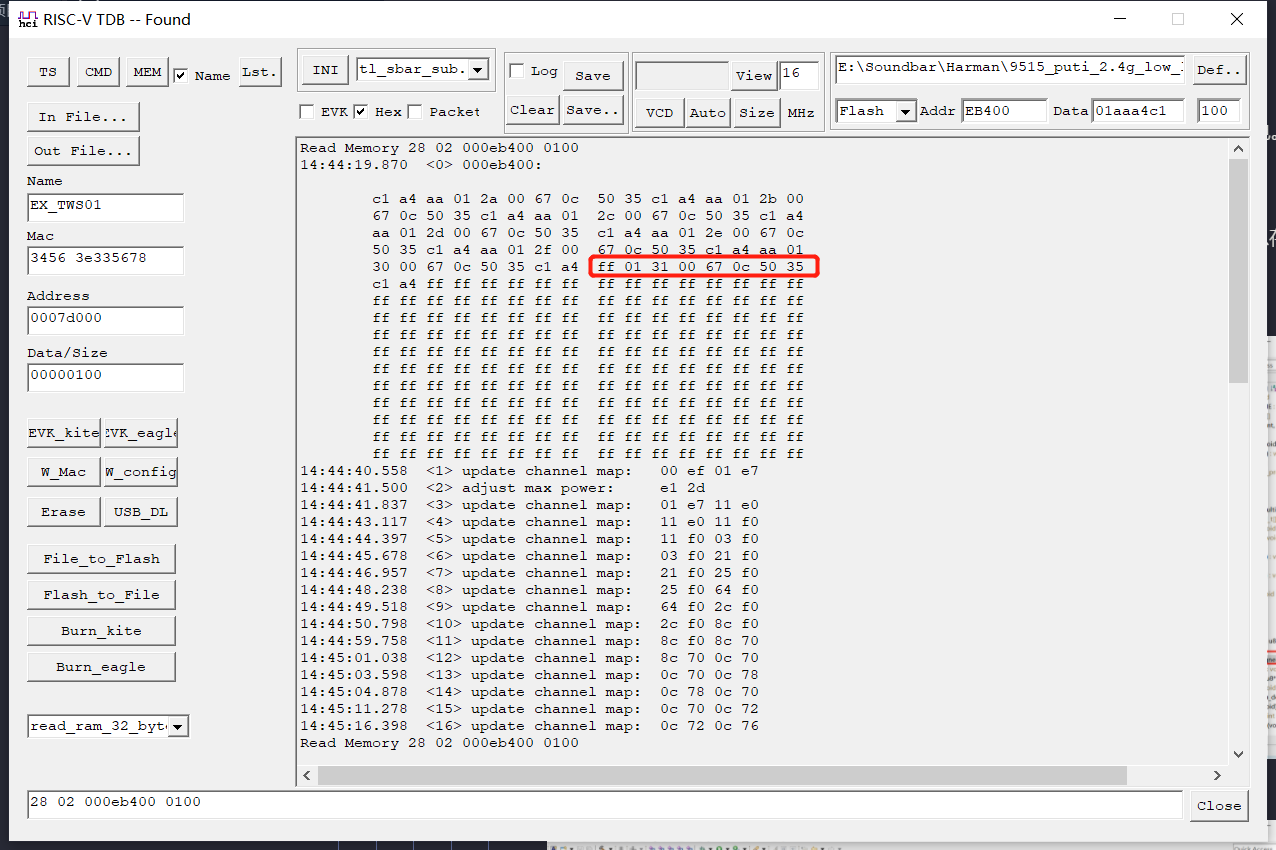 RISC-V TDB -- Found
TS CMD MEM Name Lst.
INI tl_sbar_sub.
EVK Hex Packet
Log Save
Clear Save..
View 16
VCD Auto Size MHz
E:\Soundbar\Harman\9515_puti_2.4g_low_ Def..
Flash Addr EB400 Data 01aaa4c1 100
In File...
Out File...
Name
EX_TWS01
Mac
3456 3e335678
Address
0007d000
Data/Size
00000100
EVK_kite EVK_eagle
W_Mac W_config
Erase USB_DL
File_to_Flash
Flash_to_File
Burn_kite
Burn_eagle
read_ram_32_byt
Read Memory 28 02 000eb400 0100
14:44:19.870 <0> 000eb400:
c1 a4 aa 01 2a 00 67 0c 50 35 c1 a4 aa 01 2b 00
67 0c 50 35 c1 a4 aa 01 2c 00 67 0c 50 35 c1 a4
aa 01 2d 00 67 0c 50 35 c1 a4 aa 01 2e 00 67 0c
50 35 c1 a4 aa 01 2f 00 67 0c 50 35 c1 a4 aa 01
30 00 67 0c 50 35 c1 a4 ff 01 31 00 67 0c 50 35
c1 a4 ff ff ff ff ff ff ff ff ff ff ff ff ff ff
ff ff ff ff ff ff ff ff ff ff ff ff ff ff ff ff
ff ff ff ff ff ff ff ff ff ff ff ff ff ff ff ff
ff ff ff ff ff ff ff ff ff ff ff ff ff ff ff ff
ff ff ff ff ff ff ff ff ff ff ff ff ff ff ff ff
ff ff ff ff ff ff ff ff ff ff ff ff ff ff ff ff
ff ff ff ff ff ff ff ff ff ff ff ff ff ff ff ff
ff ff ff ff ff ff ff ff ff ff ff ff ff ff ff ff
ff ff ff ff ff ff ff ff ff ff ff ff ff ff ff ff
ff ff ff ff ff ff ff ff ff ff ff ff ff ff ff ff
ff ff ff ff ff ff ff ff ff ff ff ff ff ff ff ff
14:44:40.558 <1> update channel map: 00 ef 01 e7
14:44:41.500 <2> adjust max power: e1 2d
14:44:41.837 <3> update channel map: 01 e7 11 e0
14:44:43.117 <4> update channel map: 11 e0 11 f0
14:44:44.397 <5> update channel map: 11 f0 03 f0
14:44:45.678 <6> update channel map: 03 f0 21 f0
14:44:46.957 <7> update channel map: 21 f0 25 f0
14:44:48.238 <8> update channel map: 25 f0 64 f0
14:44:49.518 <9> update channel map: 64 f0 2c f0
14:44:50.798 <10> update channel map: 2c f0 8c f0
14:44:59.758 <11> update channel map: 8c f0 8c 70
14:45:01.038 <12> update channel map: 8c 70 0c 70
14:45:03.598 <13> update channel map: 0c 70 0c 78
14:45:04.878 <14> update channel map: 0c 78 0c 70
14:45:11.278 <15> update channel map: 0c 70 0c 72
14:45:16.398 <16> update channel map: 0c 72 0c 76
Read Memory 28 02 000eb400 0100
28 02 000eb400 0100 Close